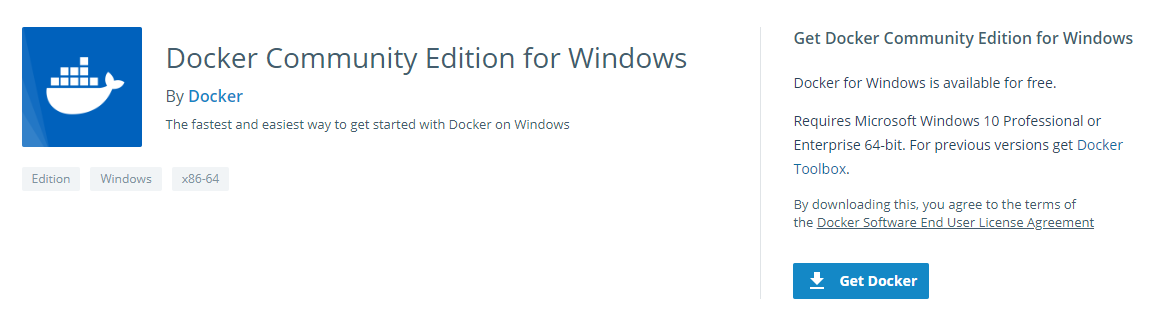 Docker Community Edition for Windows
By Docker
The fastest and easiest way to get started with Docker on Windows
Edition
Windows
x86-64
Get Docker Community Edition for Windows
Docker for Windows is available for free.
Requires Microsoft Windows 10 Professional or
Enterprise 64-bit. For previous versions get Docker
Toolbox.
By downloading this, you agree to the terms of
the Docker Software End User License Agreement
Get Docker